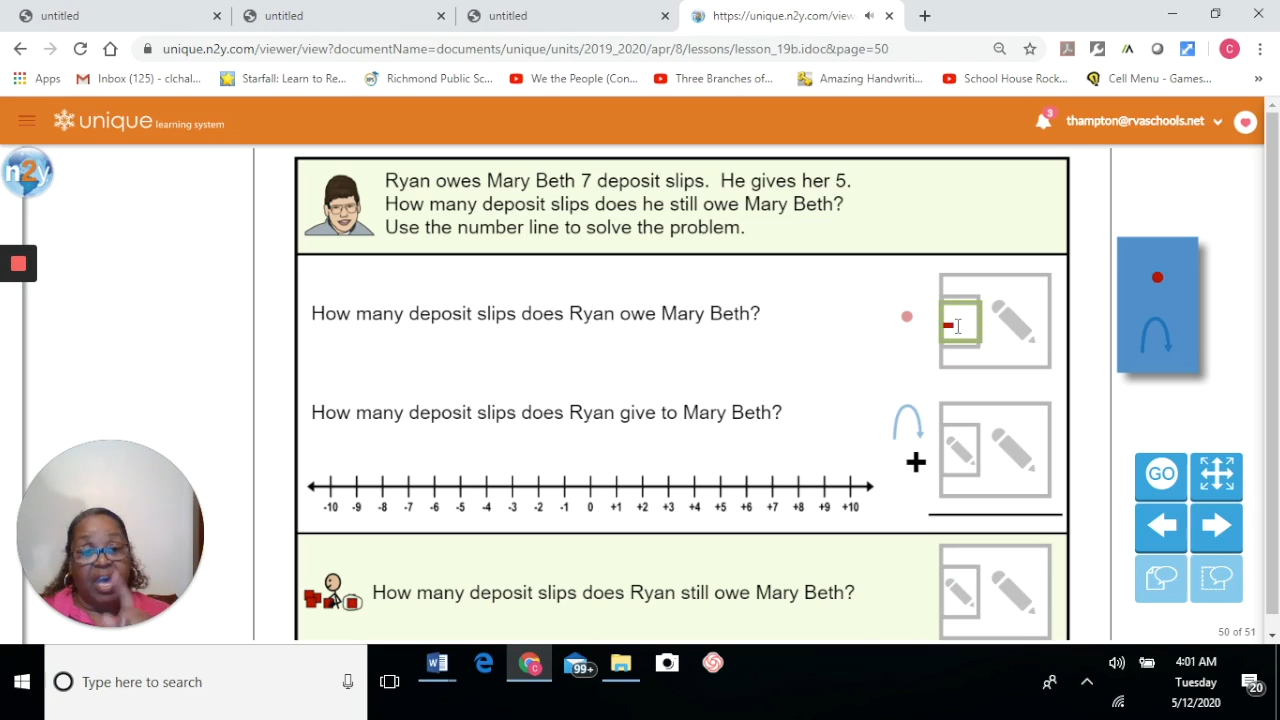 untitled
untitled
untitled
https://unique.n2y.com/view
unique.n2y.com/viewer/view?documentName=documents/unique/units/2019_2020/apr/8/lessons/lesson_19b.idoc&page=50
C
Apps
Inbox (125) - clchal...
Starfall: Learn to Re...
Richmond Public Sc...
We the People (Con...
Three Branches of...
Amazing Handwriti...
School House Rock...
Cell Menu - Games...
»
unique learning system
3
thampton@rvaschools.net
n2y
Ryan owes Mary Beth 7 deposit slips. He gives her 5.
How many deposit slips does he still owe Mary Beth?
Use the number line to solve the problem.
How many deposit slips does Ryan owe Mary Beth?
-
How many deposit slips does Ryan give to Mary Beth?
+
-10 -9 -8 -7 -6 -5 -4 -3 -2 -1 0 +1 +2 +3 +4 +5 +6 +7 +8 +9 +10
How many deposit slips does Ryan still owe Mary Beth?
GO
50 of 51
Type here to search
99+
4:01 AM
Tuesday
5/12/2020
20